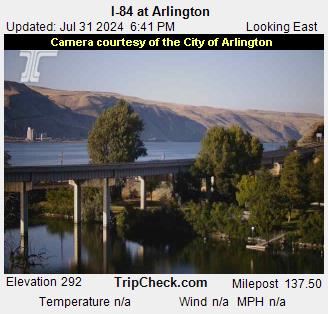 I-84 at Arlington
Updated: Jul 31 2024 6:41 PM Looking East
Camera courtesy of the City of Arlington
Elevation 292 TripCheck.com Milepost 137.50
Temperature n/a Wind n/a MPH n/a